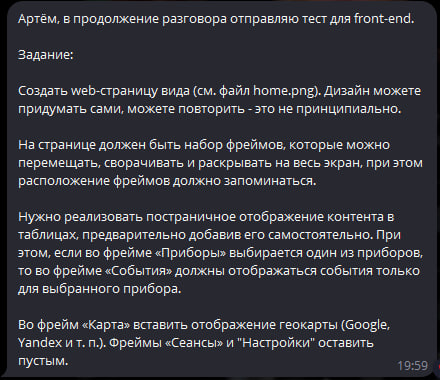 Артём, в продолжение разговора отправляю тест для front-end.
Задание:
Создать web-страницу вида (см. файл home.png). Дизайн можете
придумать сами, можете повторить - это не принципиально.
На странице должен быть набор фреймов, которые можно
перемещать, сворачивать и раскрывать на весь экран, при этом
расположение фреймов должно запоминаться.
Нужно реализовать постраничное отображение контента в
таблицах, предварительно добавив его самостоятельно. При
этом, если во фрейме «Приборы» выбирается один из приборов,
то во фрейме «События» должны отображаться события только
для выбранного прибора.
Во фрейм «Карта» вставить отображение геокарты (Google,
Yandex и т. п.). Фреймы «Сеансы» и "Настройки" оставить
пустым.
19:59